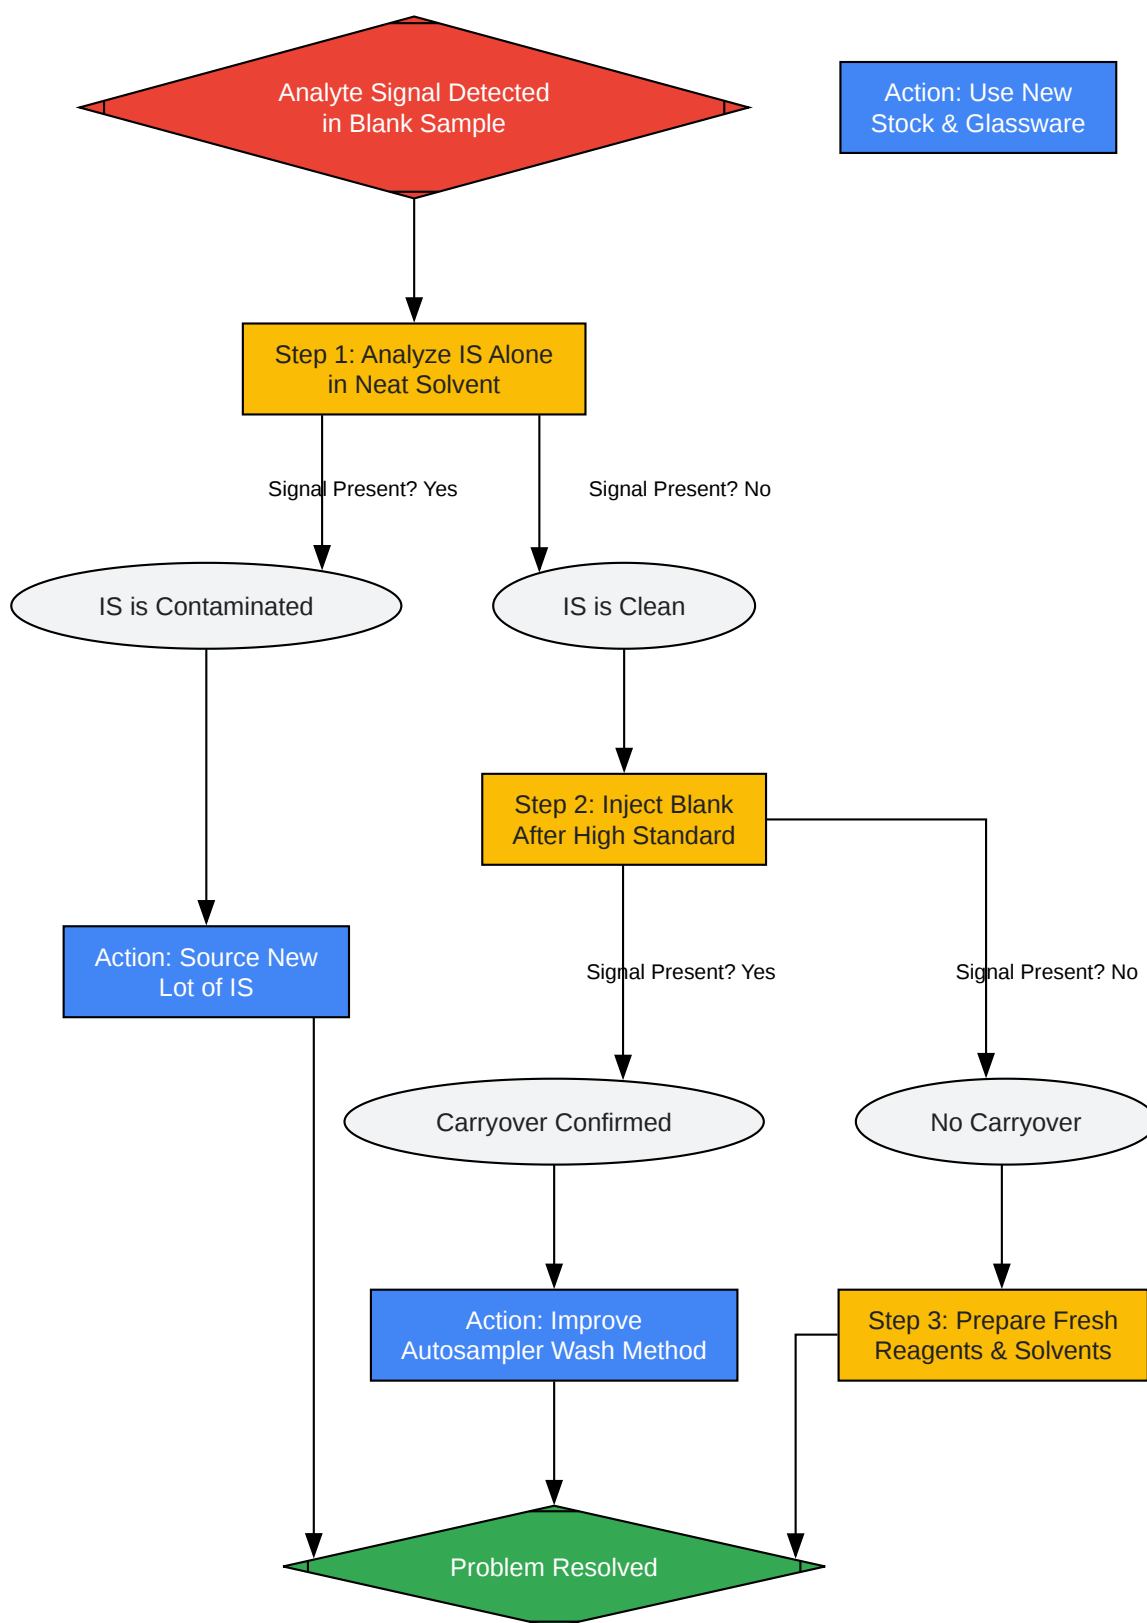 Analyte Signal Detected
in Blank Sample
Action: Use New
Stock & Glassware
Step 1: Analyze IS Alone
in Neat Solvent
Signal Present? Yes
Signal Present? No
IS is Contaminated
IS is Clean
Step 2: Inject Blank
After High Standard
Action: Source New
Lot of IS
Signal Present? Yes
Signal Present? No
Carryover Confirmed
No Carryover
Action: Improve
Autosampler Wash Method
Step 3: Prepare Fresh
Reagents & Solvents
Problem Resolved